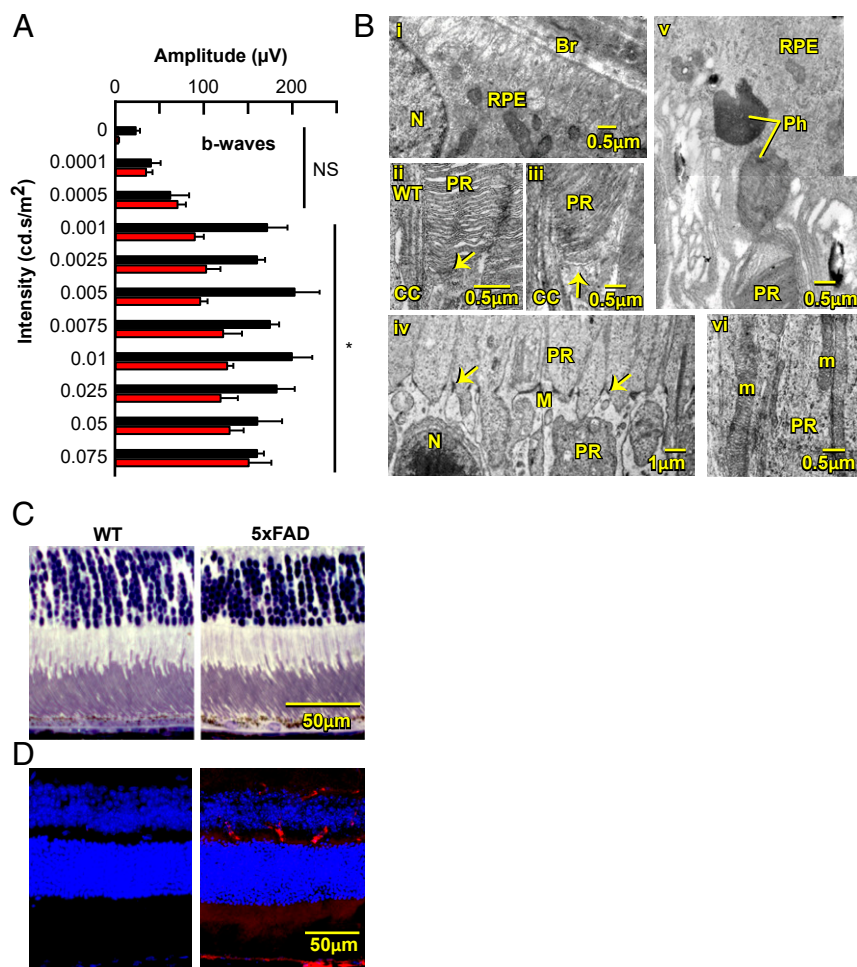 A
Amplitude (µV)
0 100 200
b-waves
Intensity (cd.s/m²)
0
0.0001
0.0005
0.001
0.0025
0.005
0.0075
0.01
0.025
0.05
0.075
NS
*
B
i
Br
RPE
N
0.5µm
ii
WT
PR
CC
0.5µm
iii
PR
CC
0.5µm
iv
PR
M
N
PR
1µm
v
RPE
Ph
PR
0.5µm
vi
m
m
PR
0.5µm
C
WT 5xFAD
50µm
D
50µm